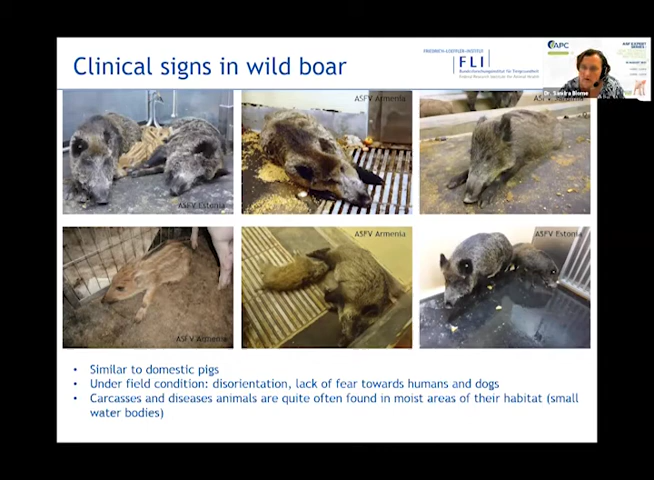 Clinical signs in wild boar
FRIEDRICH-LOEFFLER-INSTITUT
FLI
Bundesforschungsinstitut für Tiergesundheit
Federal Research Institute for Animal Health
APC
Dr. Sandra Blome
ASFV Estonia
ASFV Armenia
ASFV Armenia
ASFV Armenia
ASFV Estonia
• Similar to domestic pigs
• Under field condition: disorientation, lack of fear towards humans and dogs
• Carcasses and diseases animals are quite often found in moist areas of their habitat (small
water bodies)